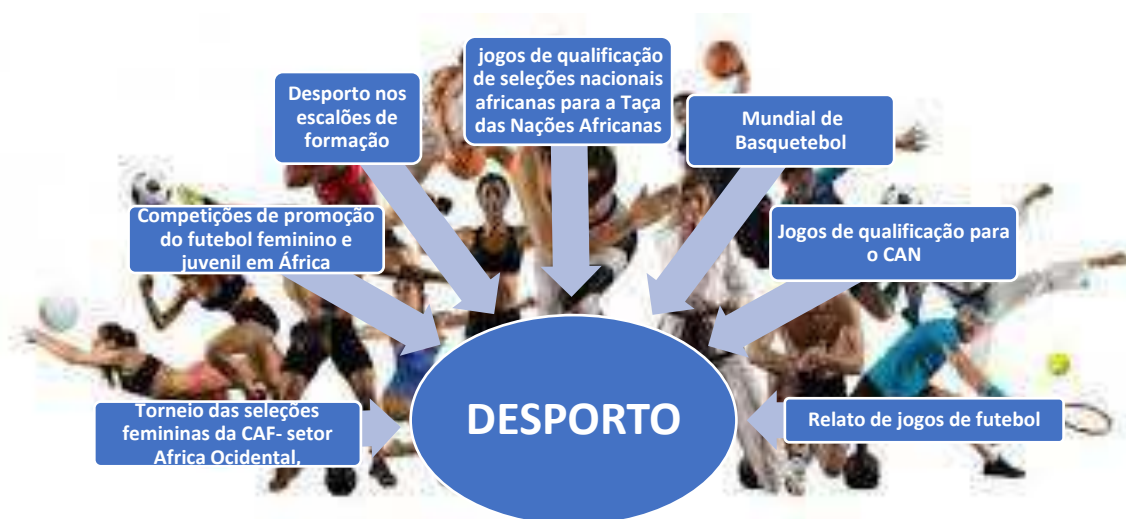 jogos de qualificação
de seleções nacionais
africanas para a Taça
das Nações Africanas
Desporto nos
escalões de
formação
Mundial de
Basquetebol
Competições de promoção
do futebol feminino e
juvenil em África
Jogos de qualificação para
o CAN
Torneio das seleções
femininas da CAF- setor
Africa Ocidental,
Relato de jogos de futebol
DESPORTO